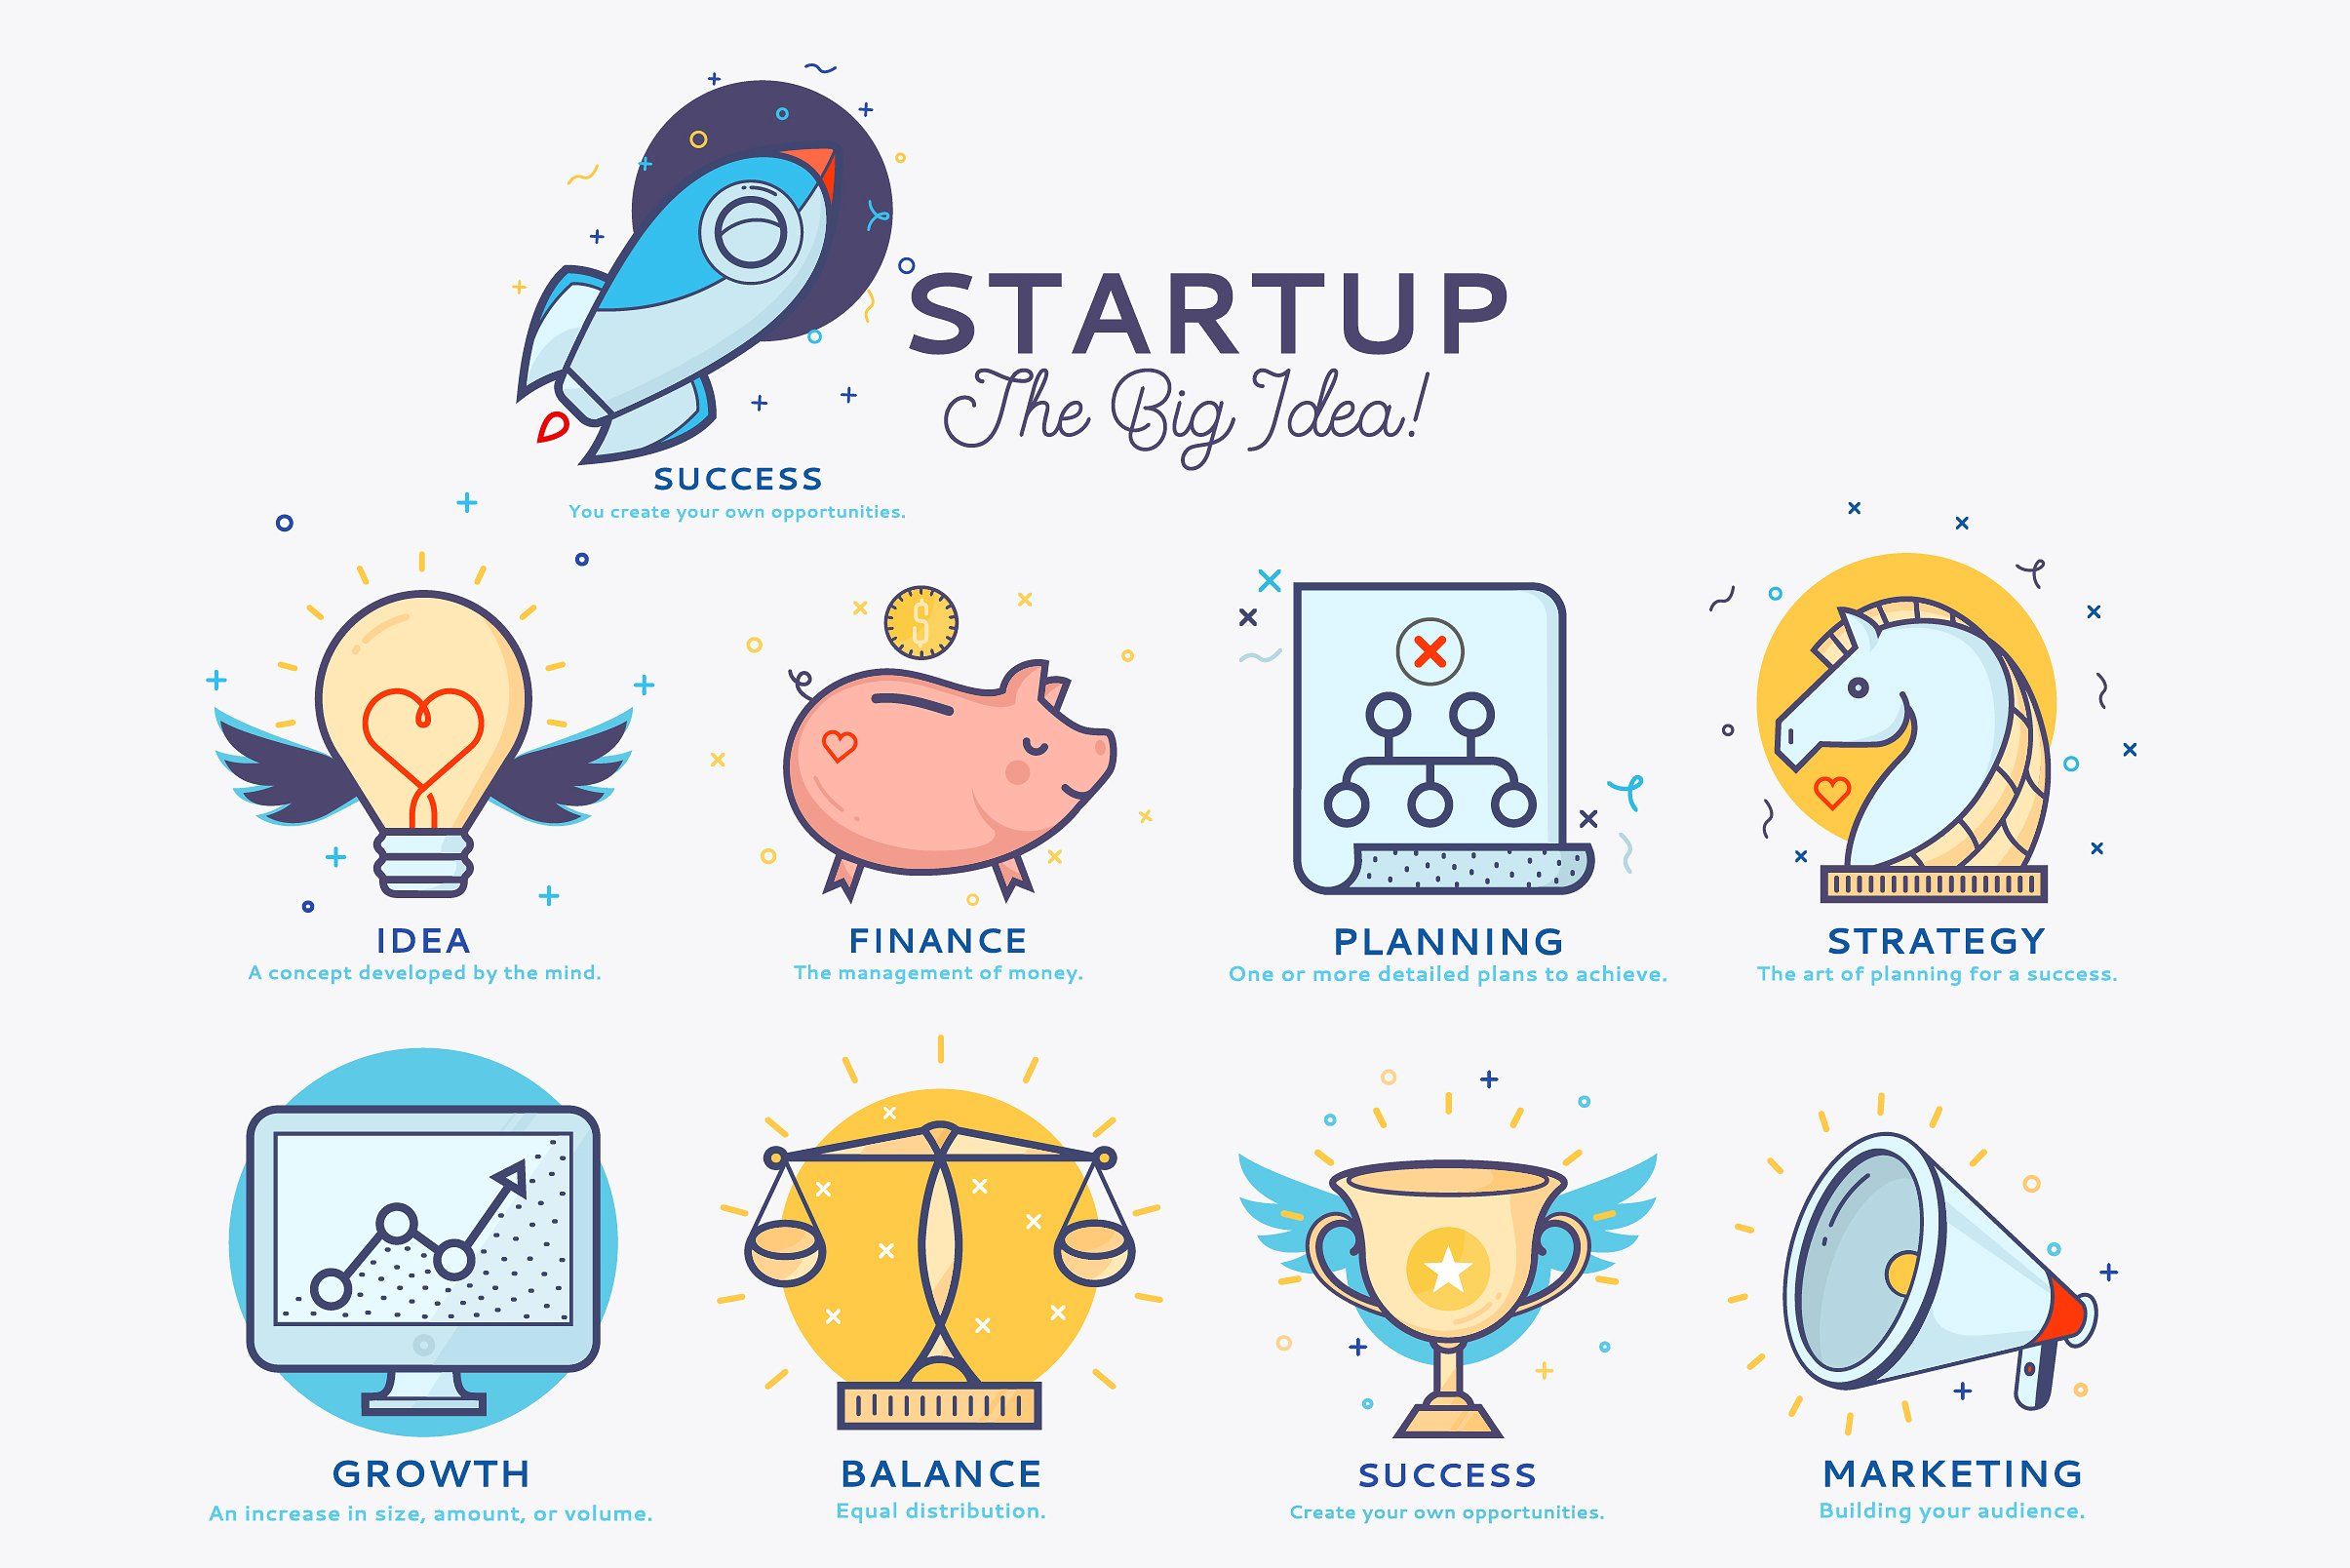 STARTUP
The Big Idea!
SUCCESS
You create your own opportunities.
$
IDEA
A concept developed by the mind.
FINANCE
The management of money.
PLANNING
One or more detailed plans to achieve.
STRATEGY
The art of planning for a success.
GROWTH
An increase in size, amount, or volume.
BALANCE
Equal distribution.
SUCCESS
Create your own opportunities.
MARKETING
Building your audience.